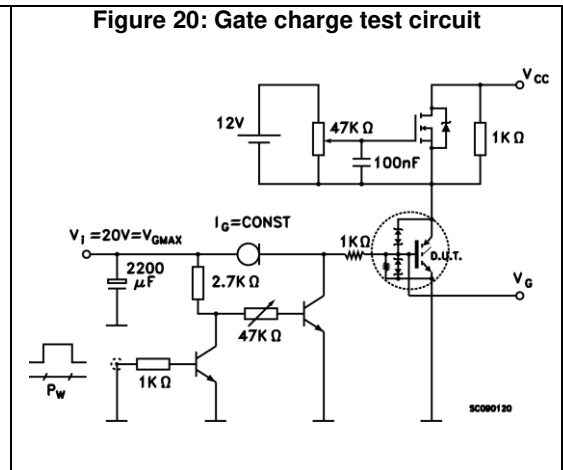 Figure 20: Gate charge test circuit
VCC
12V
47K Ω
1K Ω
100nF
Vi =20V=VGMAX
IG=CONST
1K Ω
D.U.T.
2200
μF
2.7K Ω
VG
47K Ω
1K Ω
PW
SC090120